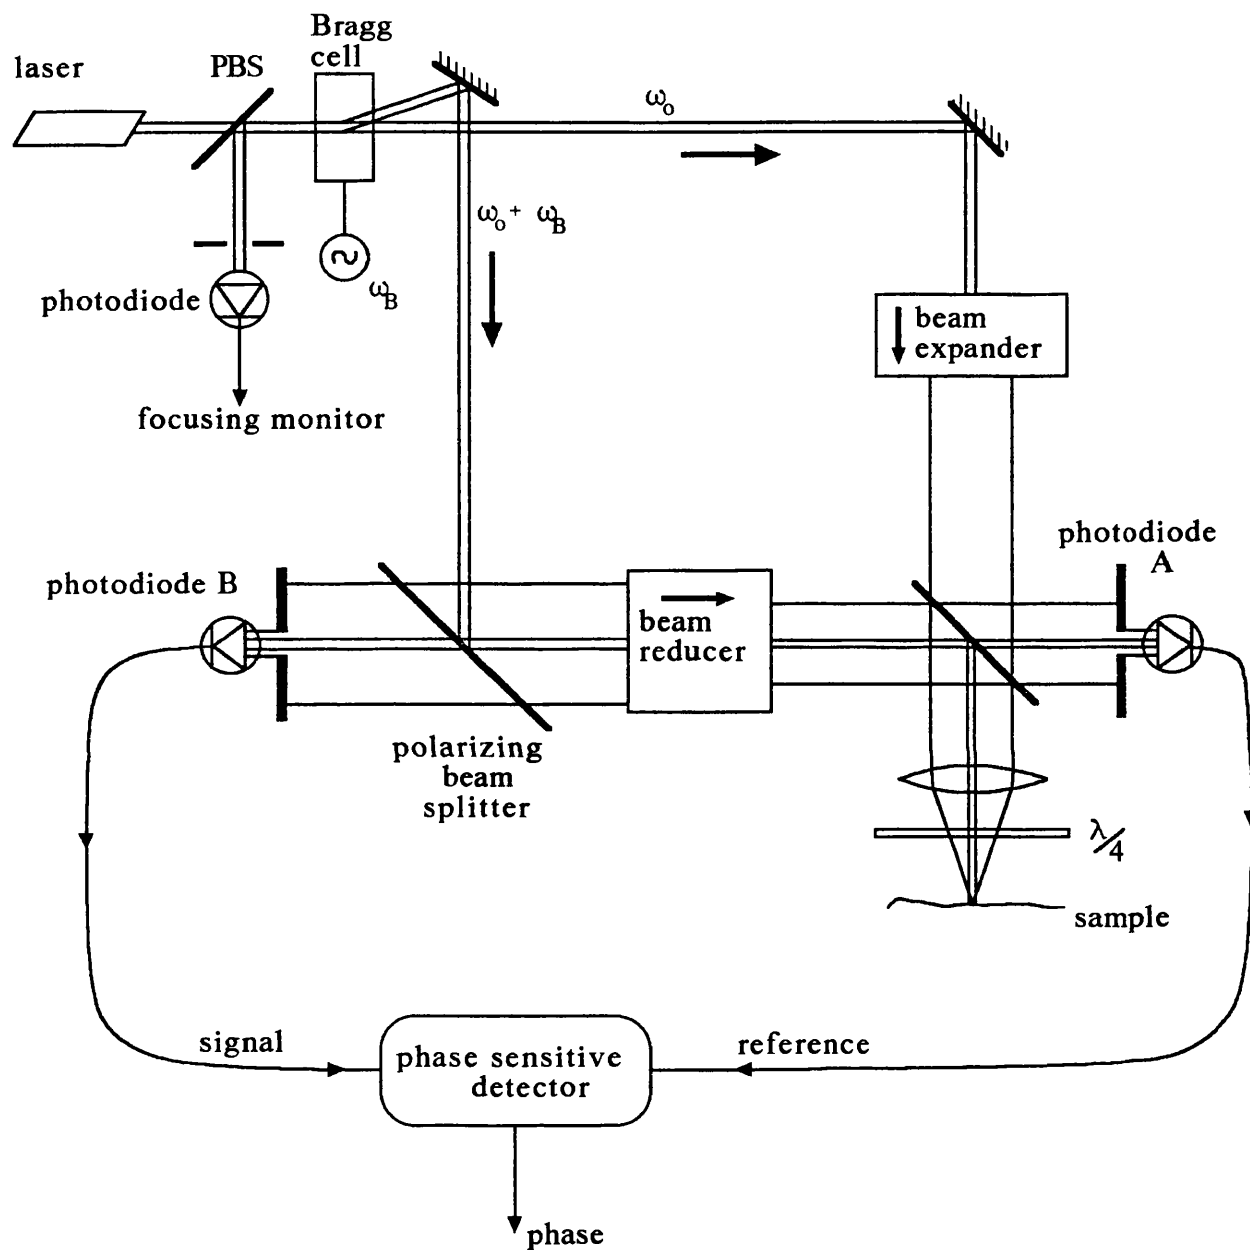 Bragg
cell
laser
PBS
ω₀
ω₀ + ω_B
ω_B
photodiode
focusing monitor
beam
expander
photodiode
A
photodiode B
beam
reducer
polarizing
beam
splitter
λ/4
sample
signal
phase sensitive
detector
reference
phase